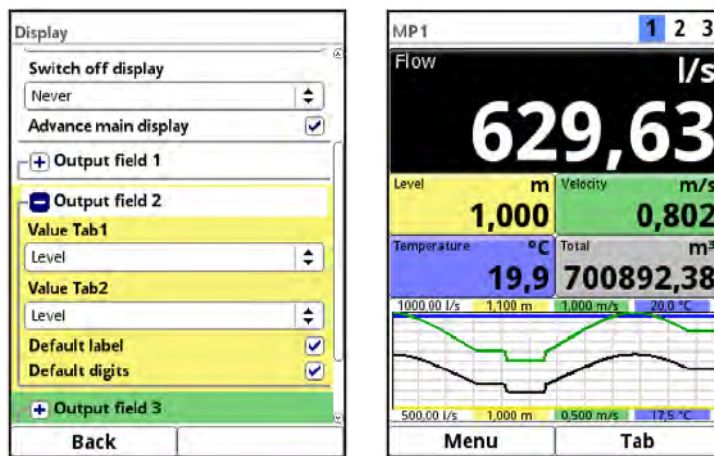 Display
Switch off display
Never
Advance main display
Output field 1
Output field 2
Value Tab1
Level
Value Tab2
Level
Default label
Default digits
Output field 3
Back
MP1 1 2 3
Flow l/s
629,63
Level m Velocity m/s
1,000 0,802
Temperature °C Total m³
19,9 700892,38
1000,00 l/s 1,100 m 1,000 m/s 20,0 °C
500,00 l/s 1,000 m 0,500 m/s 17,5 °C
Menu Tab